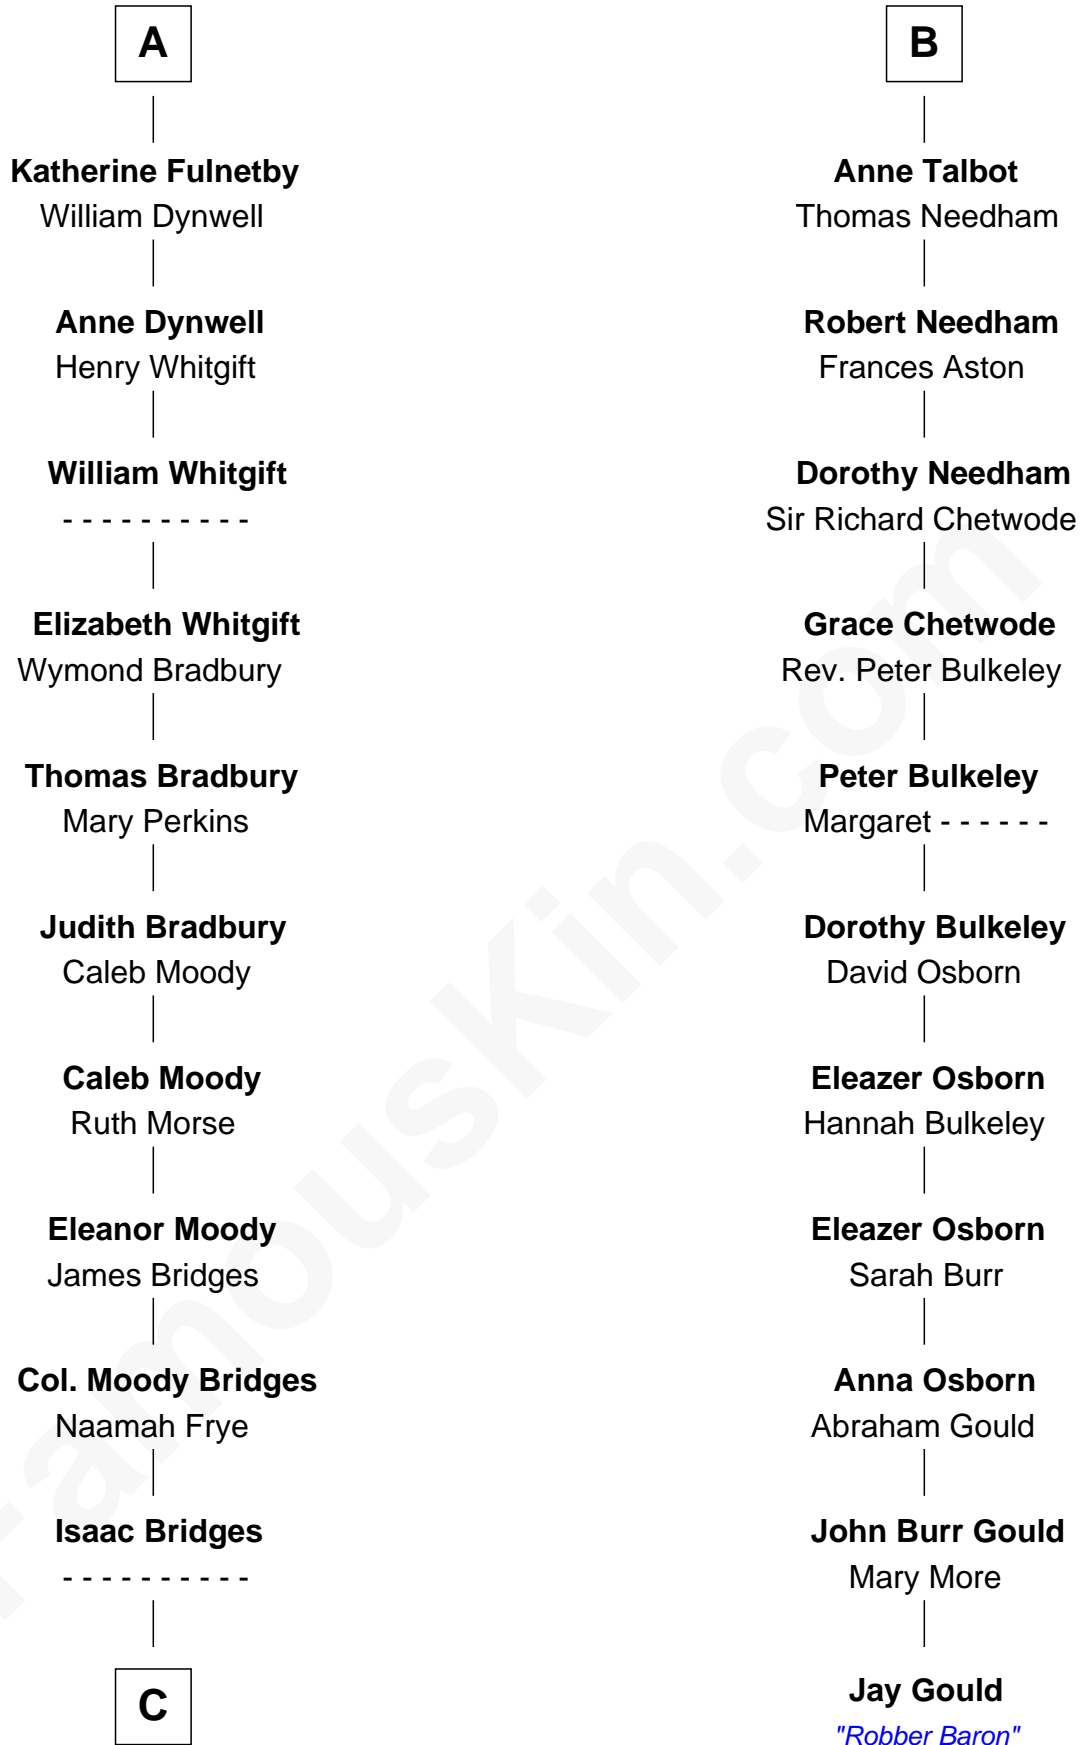 A
Katherine Fulnetby
William Dynwell
Anne Dynwell
Henry Whitgift
William Whitgift
- - - - - - - - - -
Elizabeth Whitgift
Wymond Bradbury
Thomas Bradbury
Mary Perkins
Judith Bradbury
Caleb Moody
Caleb Moody
Ruth Morse
Eleanor Moody
James Bridges
Col. Moody Bridges
Naamah Frye
Isaac Bridges
- - - - - - - - - -
C
B
Anne Talbot
Thomas Needham
Robert Needham
Frances Aston
Dorothy Needham
Sir Richard Chetwode
Grace Chetwode
Rev. Peter Bulkeley
Peter Bulkeley
Margaret - - - - - -
Dorothy Bulkeley
David Osborn
Eleazer Osborn
Hannah Bulkeley
Eleazer Osborn
Sarah Burr
Anna Osborn
Abraham Gould
John Burr Gould
Mary More
Jay Gould
"Robber Baron"
FamousKin.com